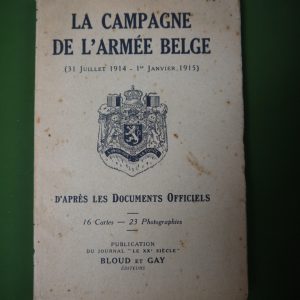 LA CAMPAGNE
DE L'ARMÉE BELGE
(31 Juillet 1914 - 1er Janvier 1915)
D'APRÈS LES DOCUMENTS OFFICIELS
16 Cartes — 23 Photographies
PUBLICATION
DU JOURNAL "LE XXe SIÈCLE"
BLOUD ET GAY
ÉDITEURS